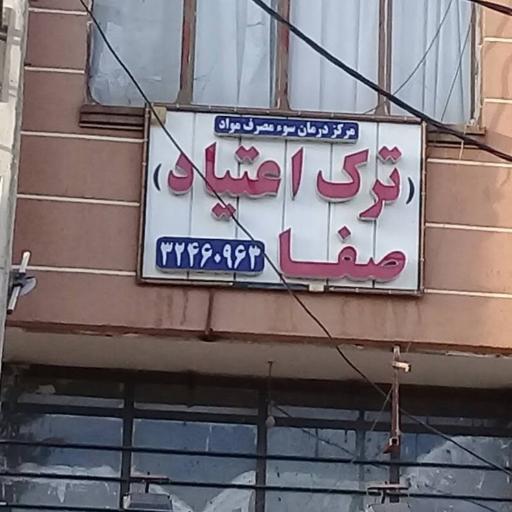 مرکز درمان سوء مصرف مواد
(ترک اعتیاد)
صفا
۳۲۴۶۰۹۶۳